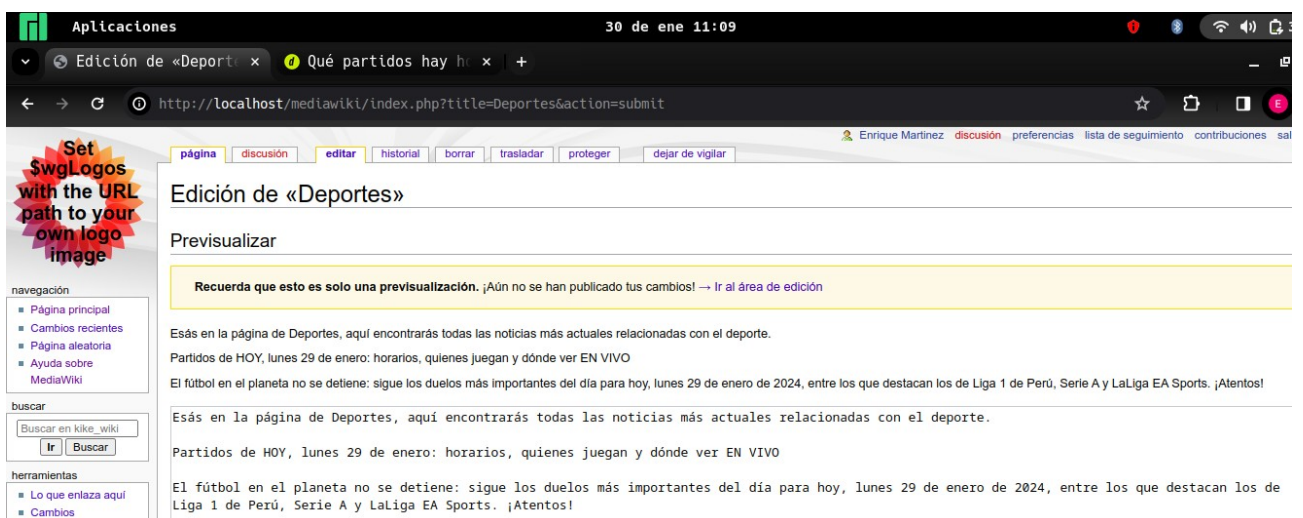 Aplicaciones
30 de ene 11:09
Edición de «Deporte
Qué partidos hay
http://localhost/mediawiki/index.php?title=Deportes&action=submit
E
Enrique Martinez discusión preferencias lista de seguimiento contribuciones
Set
$wgLogos
with the URL
path to your
own logo
image
página discusión editar historial borrar trasladar proteger dejar de vigilar
Edición de «Deportes»
Previsualizar
Recuerda que esto es solo una previsualización. ¡Aún no se han publicado tus cambios! → Ir al área de edición
navegación
Página principal
Cambios recientes
Página aleatoria
Ayuda sobre
MediaWiki
buscar
Buscar en kike_wiki
Ir Buscar
herramientas
Lo que enlaza aquí
Cambios
Esás en la página de Deportes, aquí encontrarás todas las noticias más actuales relacionadas con el deporte.
Partidos de HOY, lunes 29 de enero: horarios, quienes juegan y dónde ver EN VIVO
El fútbol en el planeta no se detiene: sigue los duelos más importantes del día para hoy, lunes 29 de enero de 2024, entre los que destacan los de Liga 1 de Perú, Serie A y LaLiga EA Sports. ¡Atentos!
Esás en la página de Deportes, aquí encontrarás todas las noticias más actuales relacionadas con el deporte.
Partidos de HOY, lunes 29 de enero: horarios, quienes juegan y dónde ver EN VIVO
El fútbol en el planeta no se detiene: sigue los duelos más importantes del día para hoy, lunes 29 de enero de 2024, entre los que destacan los de
Liga 1 de Perú, Serie A y LaLiga EA Sports. ¡Atentos!